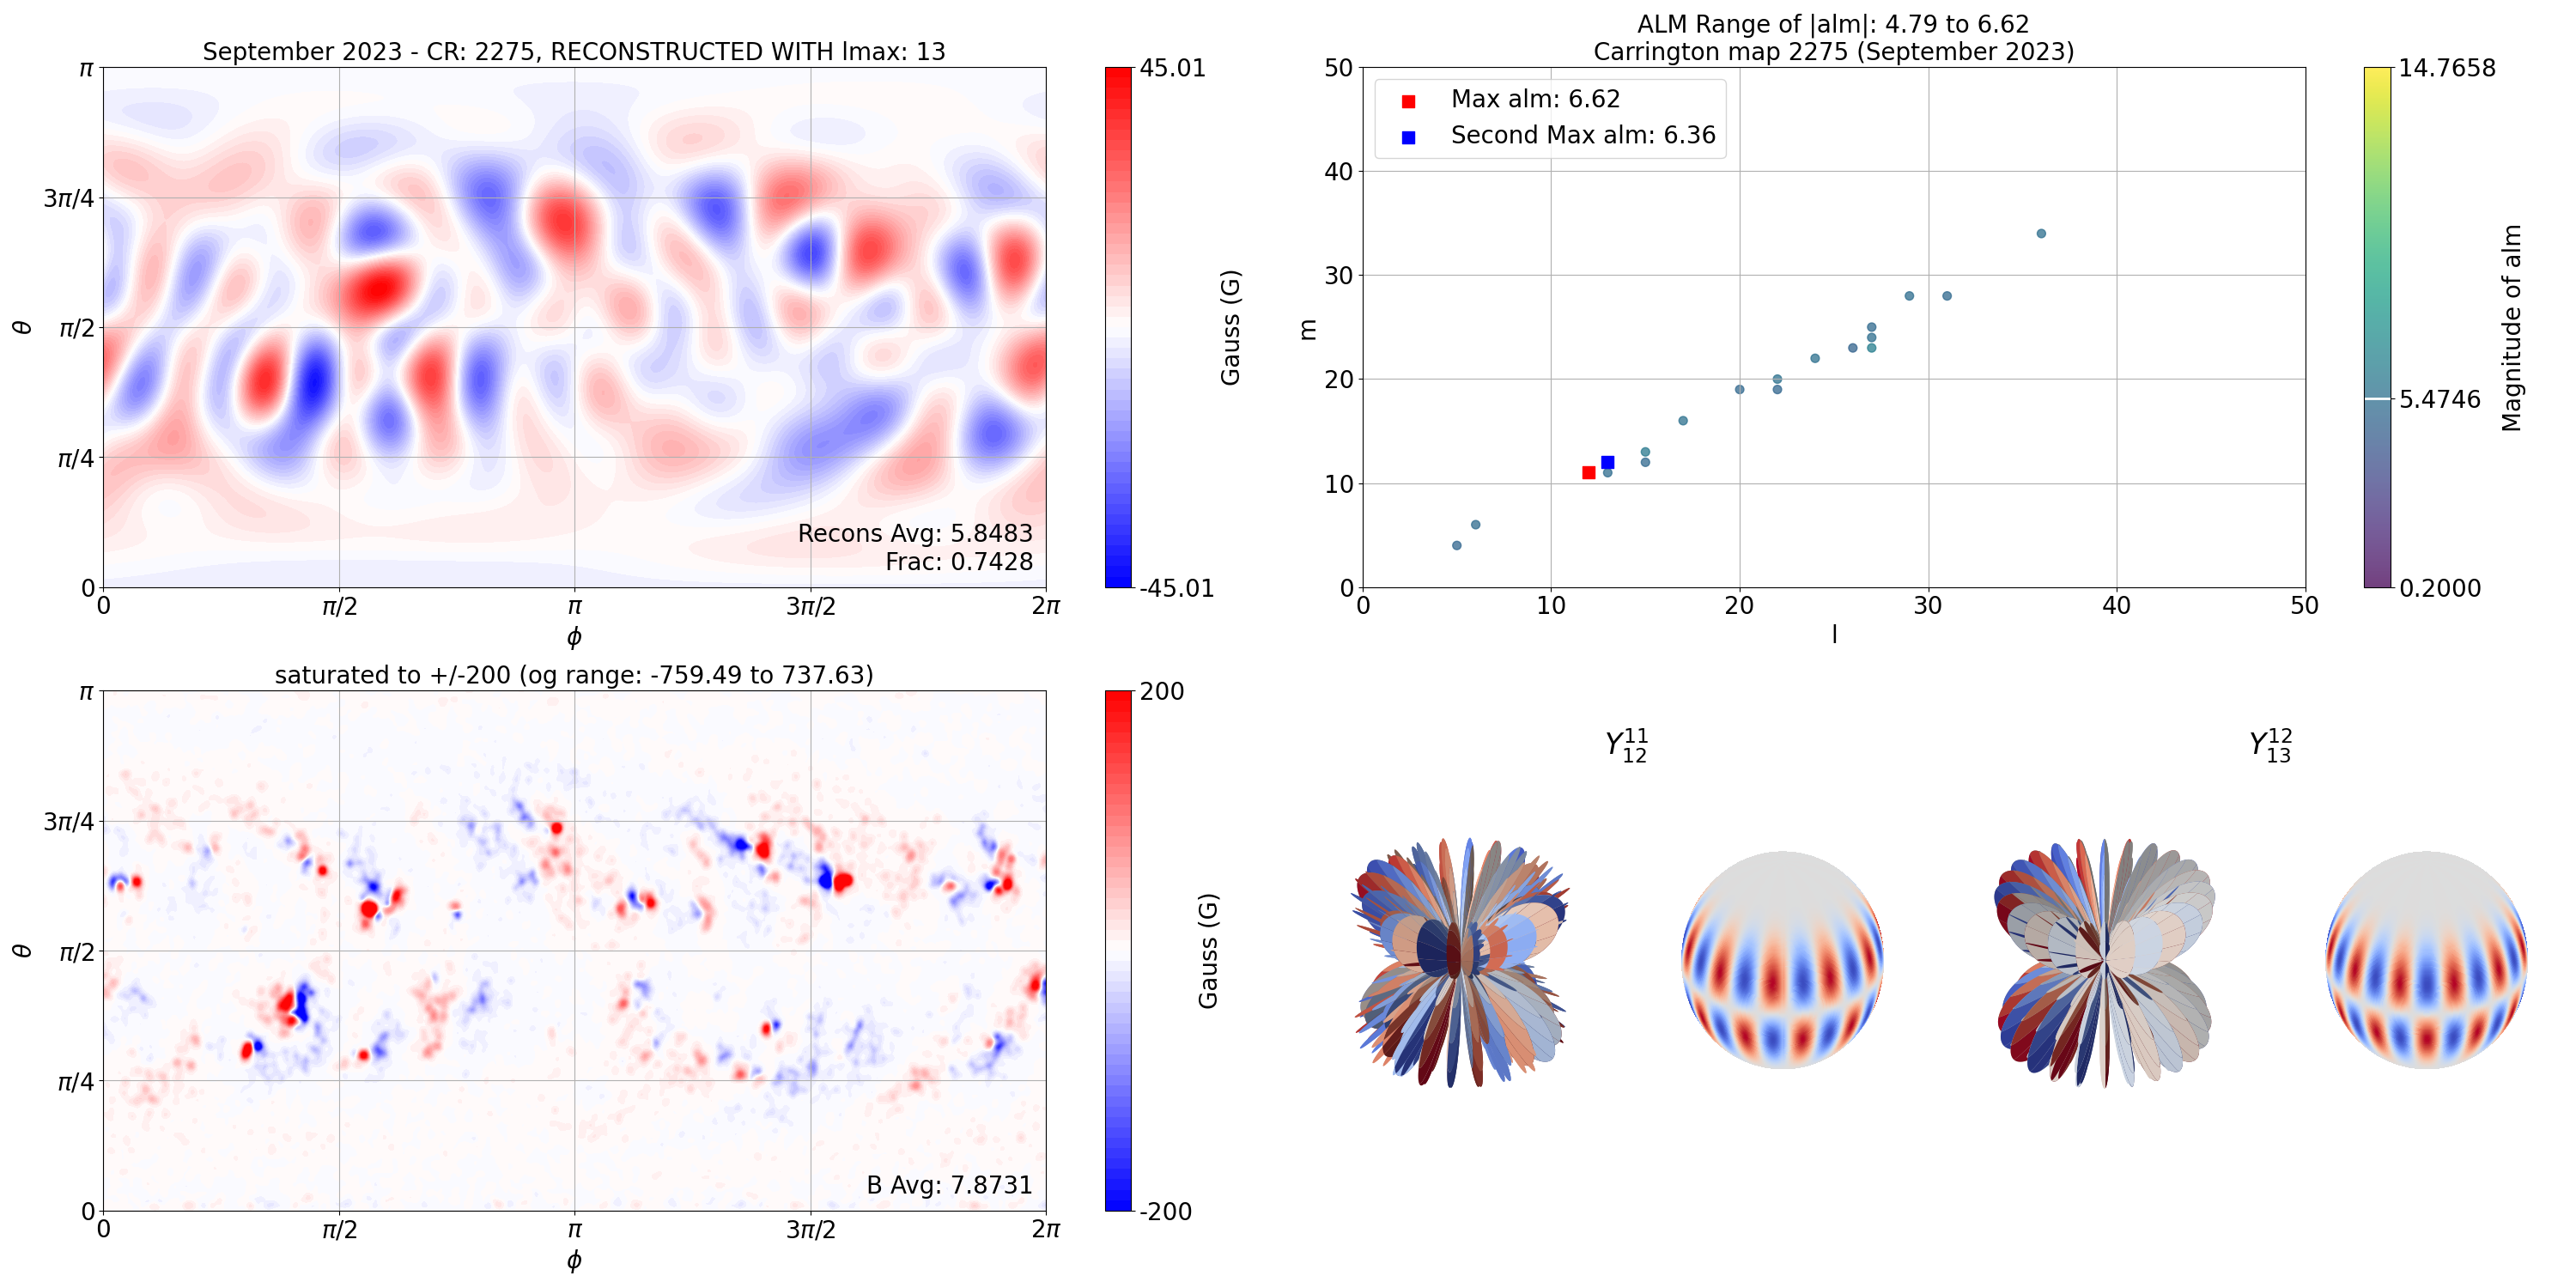 September 2023 - CR: 2275, RECONSTRUCTED WITH lmax: 13
π
3π/4
π/2
π/4
0
θ
0 π/2 π 3π/2 2π
ϕ
Recons Avg: 5.8483
Frac: 0.7428
45.01
-45.01
Gauss (G)
ALM Range of |alm|: 4.79 to 6.62
Carrington map 2275 (September 2023)
50
40
30
20
10
0
m
0 10 20 30 40 50
l
Max alm: 6.62
Second Max alm: 6.36
14.7658
5.4746
0.2000
Magnitude of alm
saturated to +/-200 (og range: -759.49 to 737.63)
π
3π/4
π/2
π/4
0
θ
0 π/2 π 3π/2 2π
ϕ
B Avg: 7.8731
200
-200
Gauss (G)
Y_{12}^{11}
Y_{13}^{12}